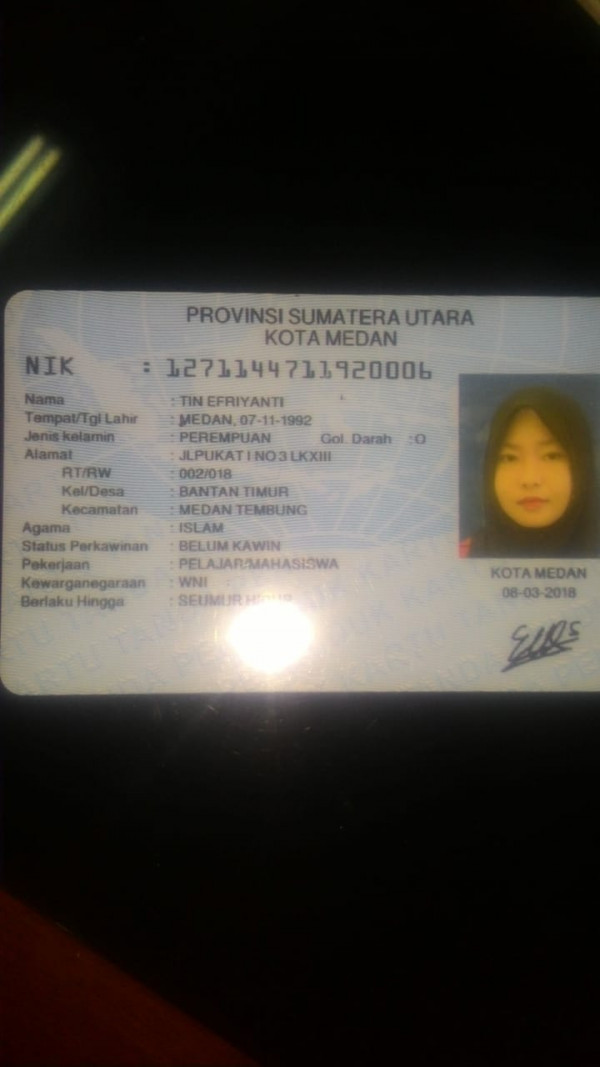 PROVINSI SUMATERA UTARA
KOTA MEDAN
NIK : 1271144711920006
Nama : TIN EFRIYANTI
Tempat/Tgl Lahir : MEDAN, 07-11-1992
Jenis kelamin : PEREMPUAN Gol. Darah : O
Alamat : JLPUKAT I NO 3 LKXIII
RT/RW : 002/018
Kel/Desa : BANTAN TIMUR
Kecamatan : MEDAN TEMBUNG
Agama : ISLAM
Status Perkawinan : BELUM KAWIN
Pekerjaan : PELAJAR/MAHASISWA
Kewarganegaraan : WNI
Berlaku Hingga : SEUMUR
KOTA MEDAN
08-03-2018